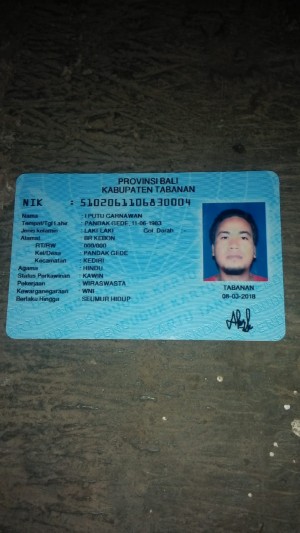 PROVINSI BALI
KABUPATEN TABANAN
NIK : 5102061106830004
Nama : I PUTU GARNAWAN
Tempat/Tgl Lahir : PANDAK GEDE, 11-06-1983
Jenis kelamin : LAKI LAKI Gol. Darah :-
Alamat : BR KEBON
RT/RW : 000/000
Kel/Desa : PANDAK GEDE
Kecamatan : KEDIRI
Agama : HINDU
Status Perkawinan : KAWIN
Pekerjaan : WIRASWASTA
Kewarganegaraan : WNI
Berlaku Hingga : SEUMUR HIDUP
TABANAN
08-03-2018